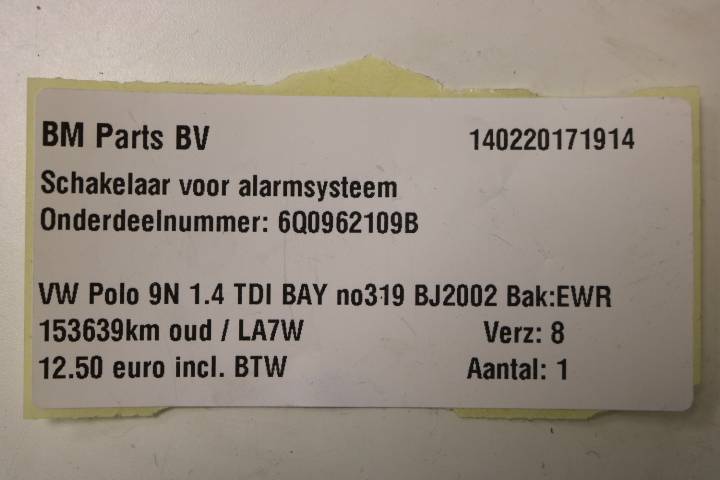 BM Parts BV 140220171914
Schakelaar voor alarmsysteem
Onderdeelnummer: 6Q0962109B
VW Polo 9N 1.4 TDI BAY no319 BJ2002 Bak:EWR
153639km oud / LA7W Verz: 8
12.50 euro incl. BTW Aantal: 1